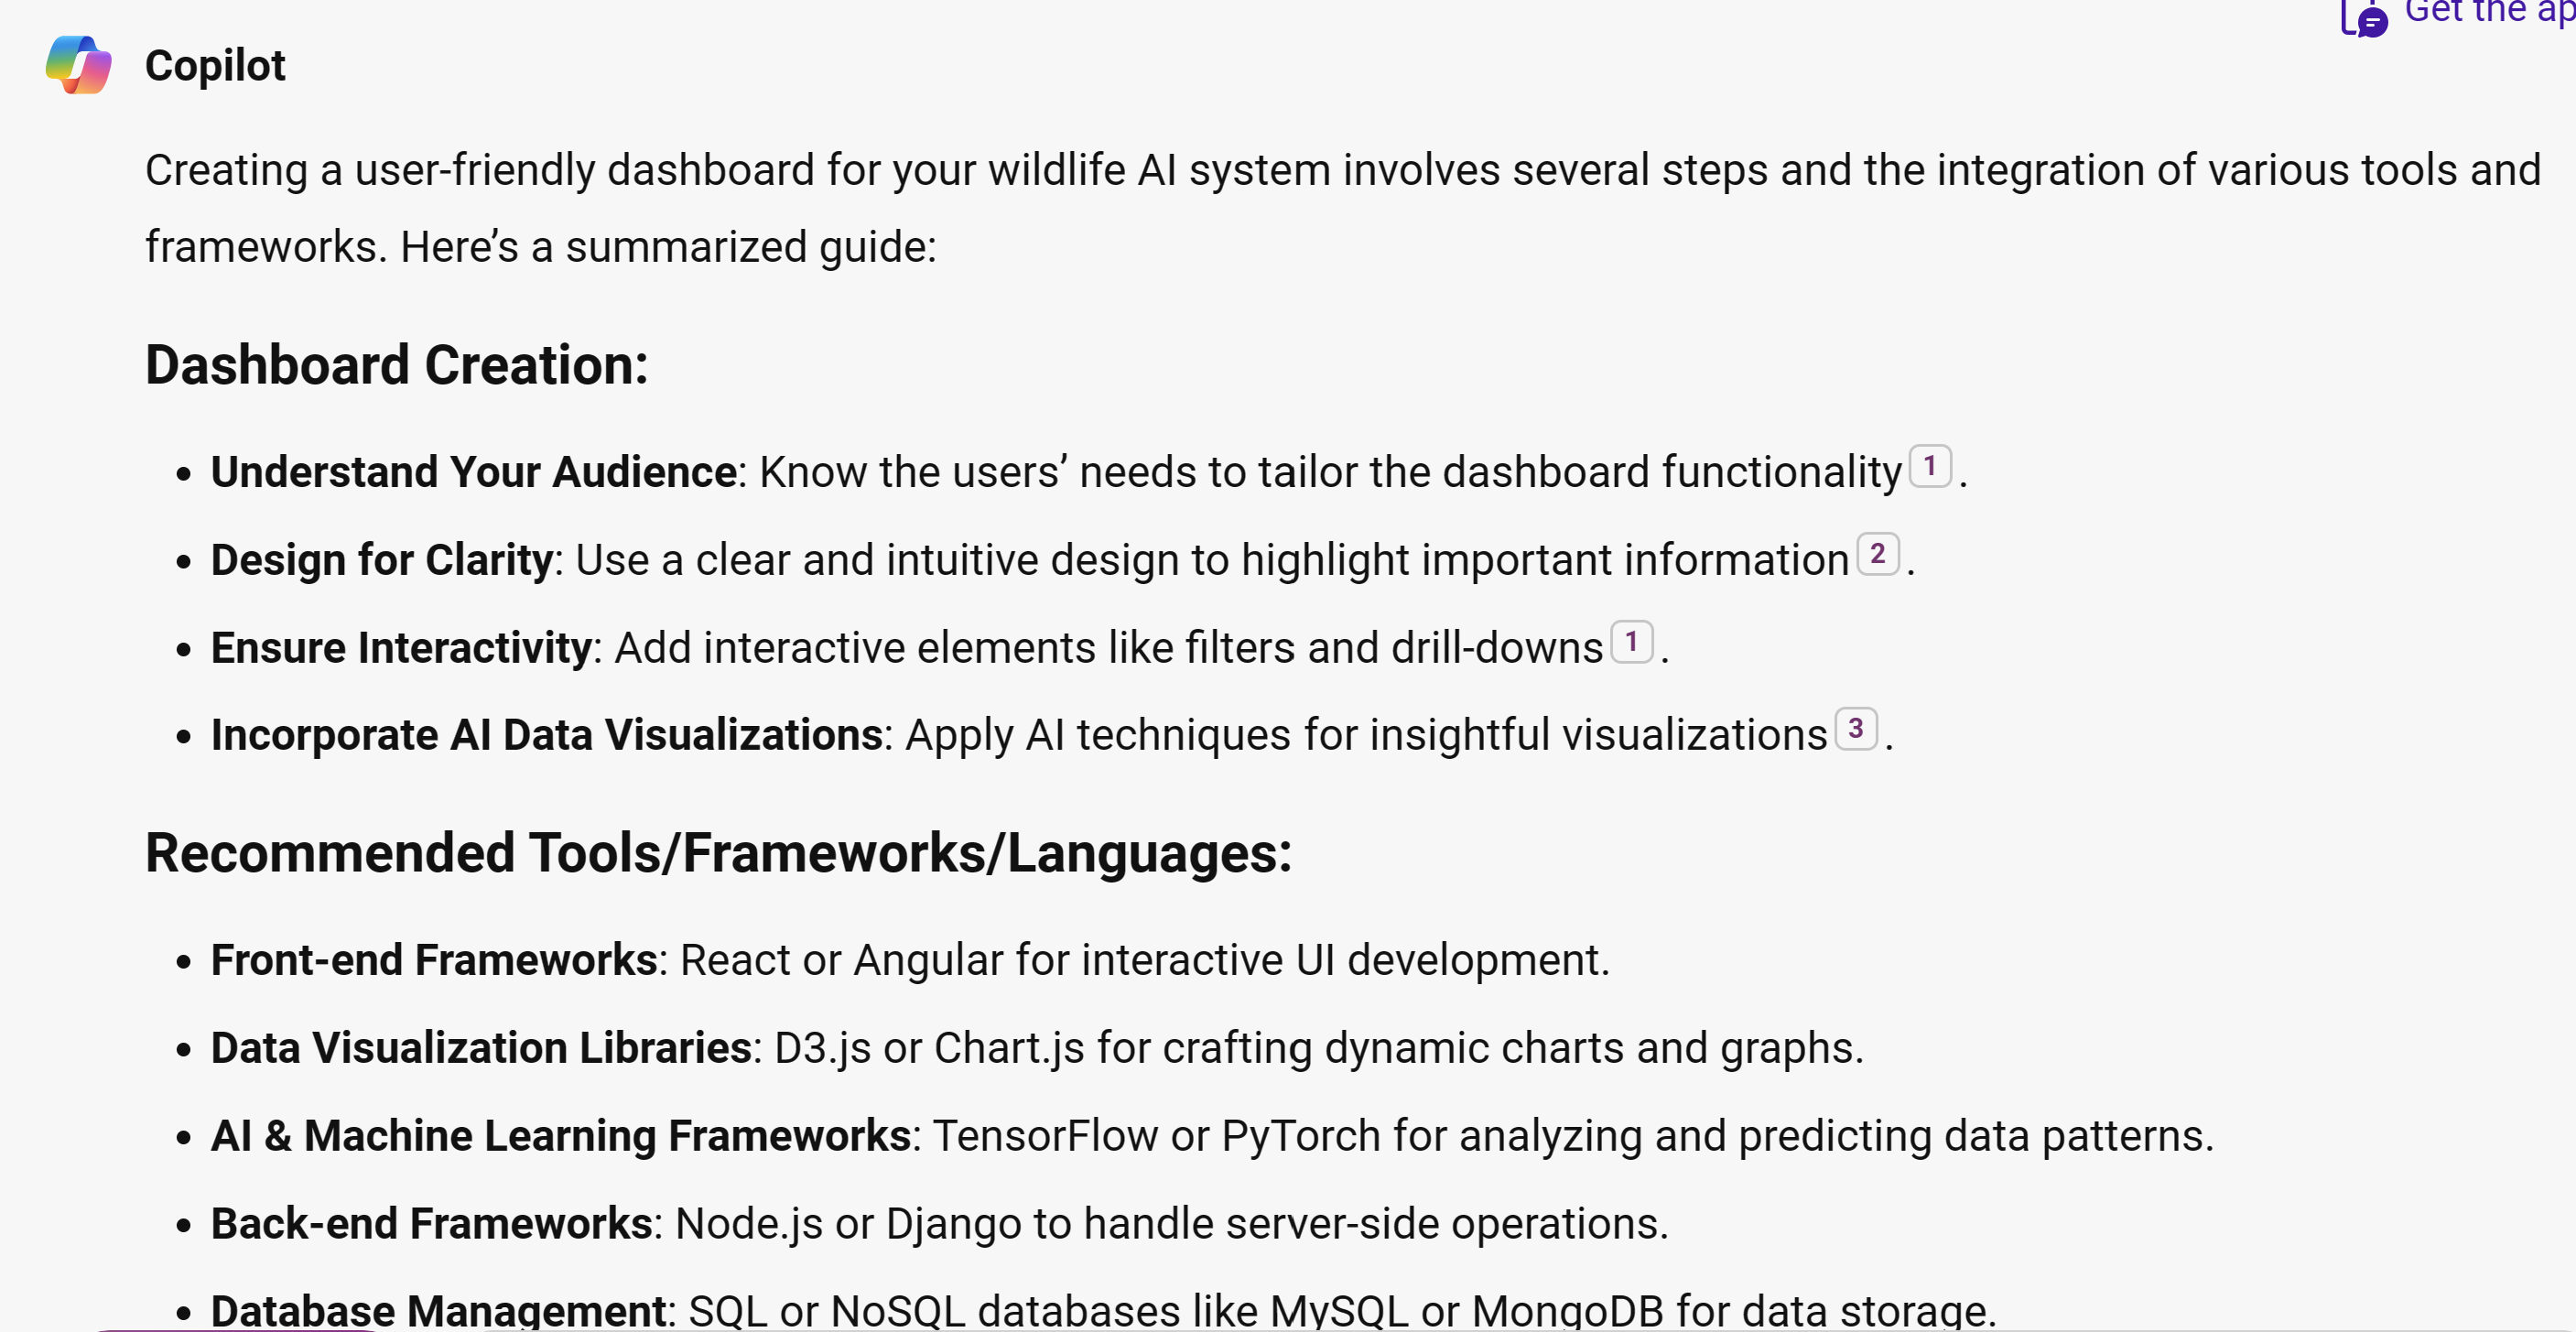 Get the ap
Copilot
Creating a user-friendly dashboard for your wildlife AI system involves several steps and the integration of various tools and
frameworks. Here’s a summarized guide:
Dashboard Creation:
• Understand Your Audience: Know the users’ needs to tailor the dashboard functionality 1 .
• Design for Clarity: Use a clear and intuitive design to highlight important information 2 .
• Ensure Interactivity: Add interactive elements like filters and drill-downs 1 .
• Incorporate AI Data Visualizations: Apply AI techniques for insightful visualizations 3 .
Recommended Tools/Frameworks/Languages:
• Front-end Frameworks: React or Angular for interactive UI development.
• Data Visualization Libraries: D3.js or Chart.js for crafting dynamic charts and graphs.
• AI & Machine Learning Frameworks: TensorFlow or PyTorch for analyzing and predicting data patterns.
• Back-end Frameworks: Node.js or Django to handle server-side operations.
• Database Management: SQL or NoSQL databases like MySQL or MongoDB for data storage.